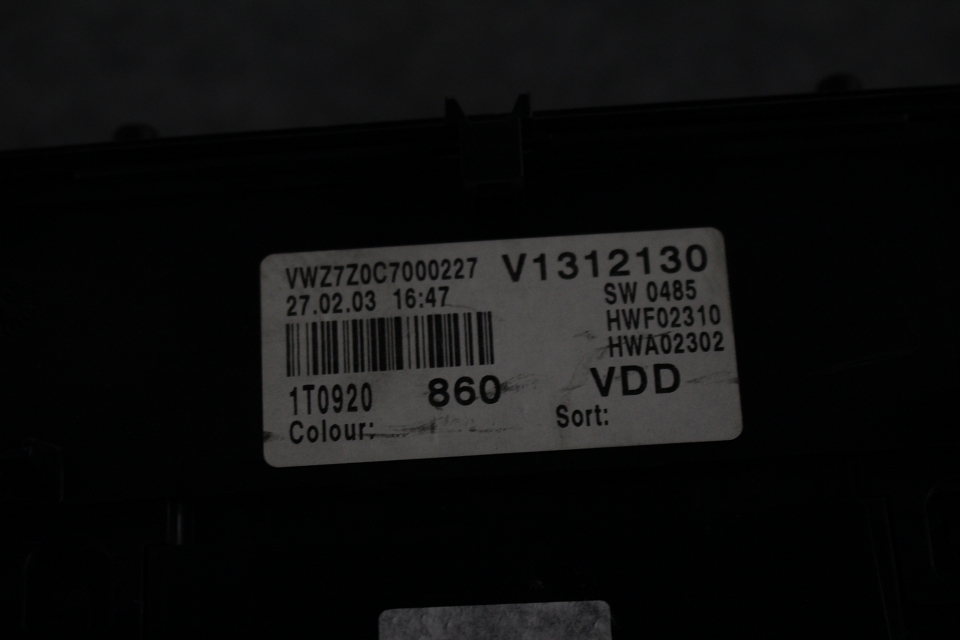 VWZ7Z0C7000227 V1312130
27.02.03 16:47 SW 0485
HWF02310
HWA02302
1T0920 860 VDD
Colour: Sort: